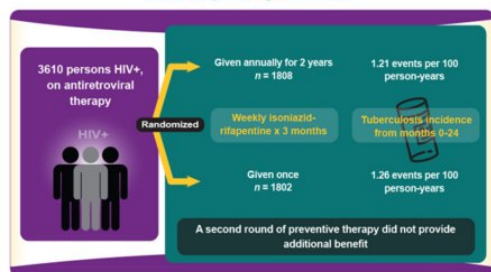 3610 persons HIV+,
on antiretroviral
therapy
HIV+
Randomized
Given annually for 2 years
n = 1808
1.21 events per 100
person-years
Weekly isoniazid-
rifapentine x 3 months
Tuberculosis incidence
from months 0-24
Given once
n = 1802
1.26 events per 100
person-years
A second round of preventive therapy did not provide
additional benefit